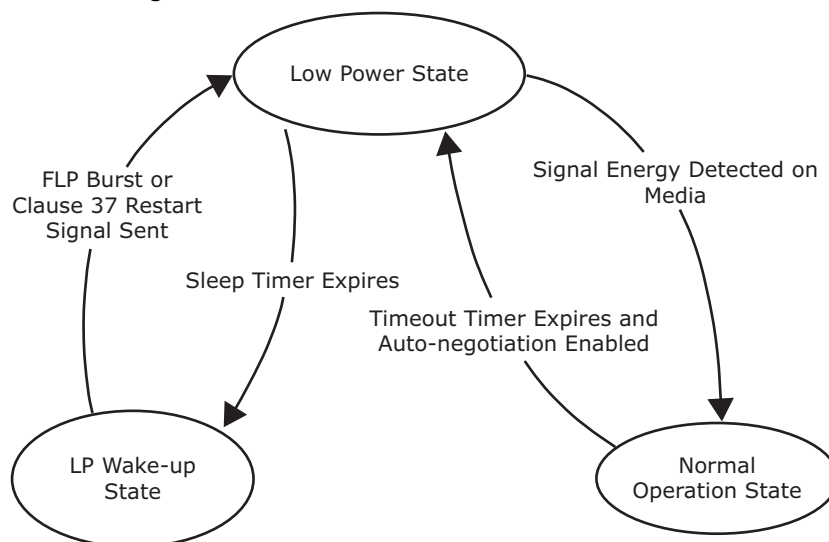 Low Power State
FLP Burst or
Clause 37 Restart
Signal Sent
Signal Energy Detected on
Media
Sleep Timer Expires
Timeout Timer Expires and
Auto-negotiation Enabled
LP Wake-up
State
Normal
Operation State